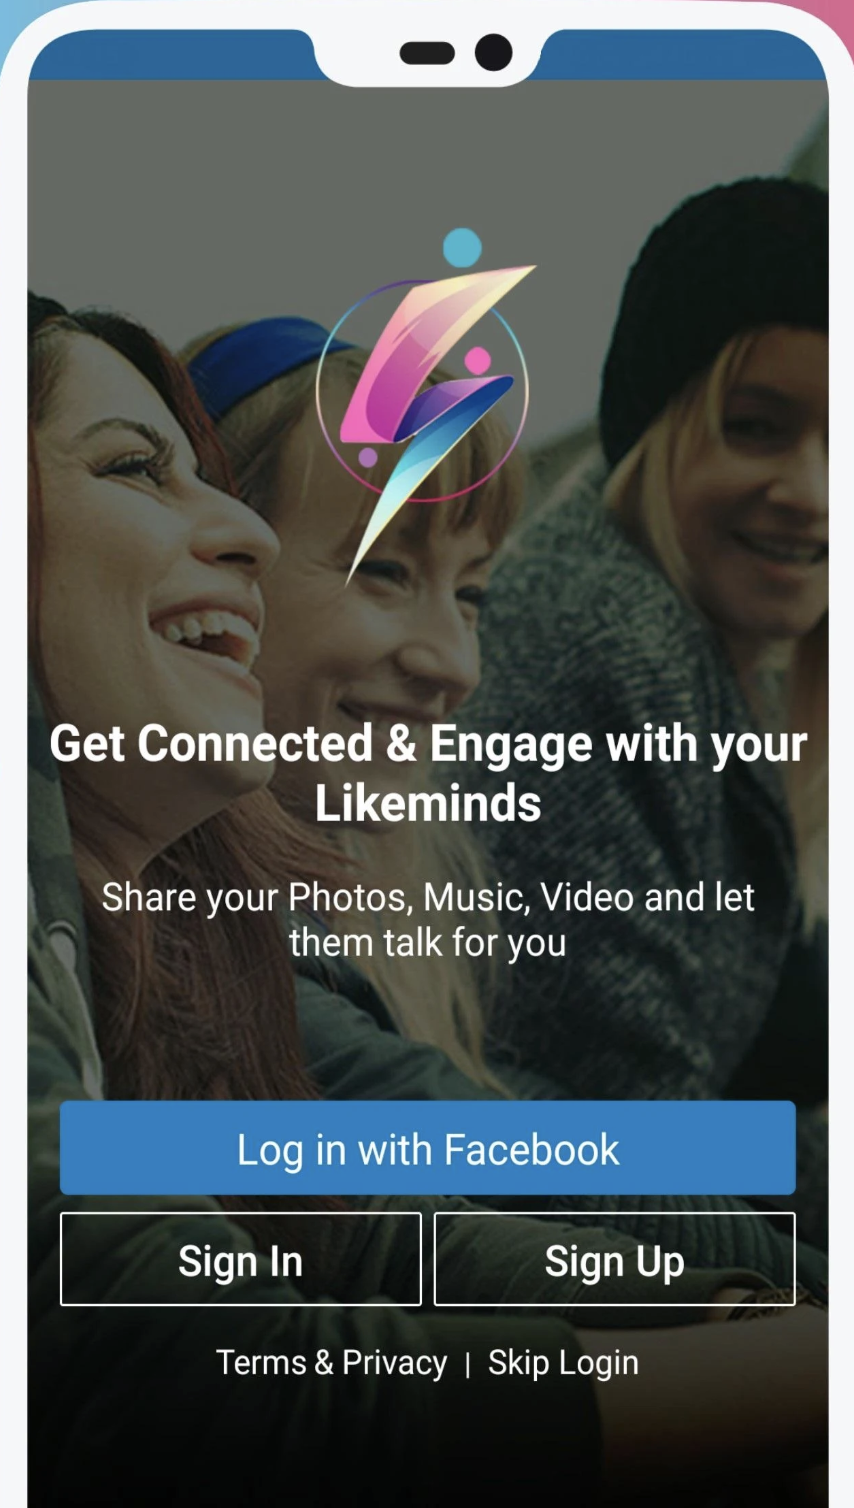 Get Connected & Engage with your
Likeminds
Share your Photos, Music, Video and let
them talk for you
Log in with Facebook
Sign In
Sign Up
Terms & Privacy | Skip Login